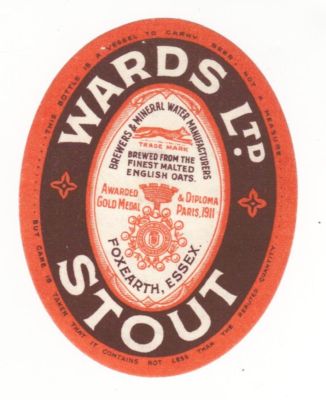 THIS BOTTLE IS A VESSEL TO CARRY BEER, NOT A MEASURE
WARDS LTD
BREWERS & MINERAL WATER MANUFACTURERS
TRADE MARK
BREWED FROM THE
FINEST MALTED
ENGLISH OATS.
AWARDED & DIPLOMA
GOLD MEDAL PARIS, 1911
FOXEARTH, ESSEX.
STOUT
BUT CARE IS TAKEN THAT IT CONTAINS NOT LESS THAN THE REPUTED QUANTITY